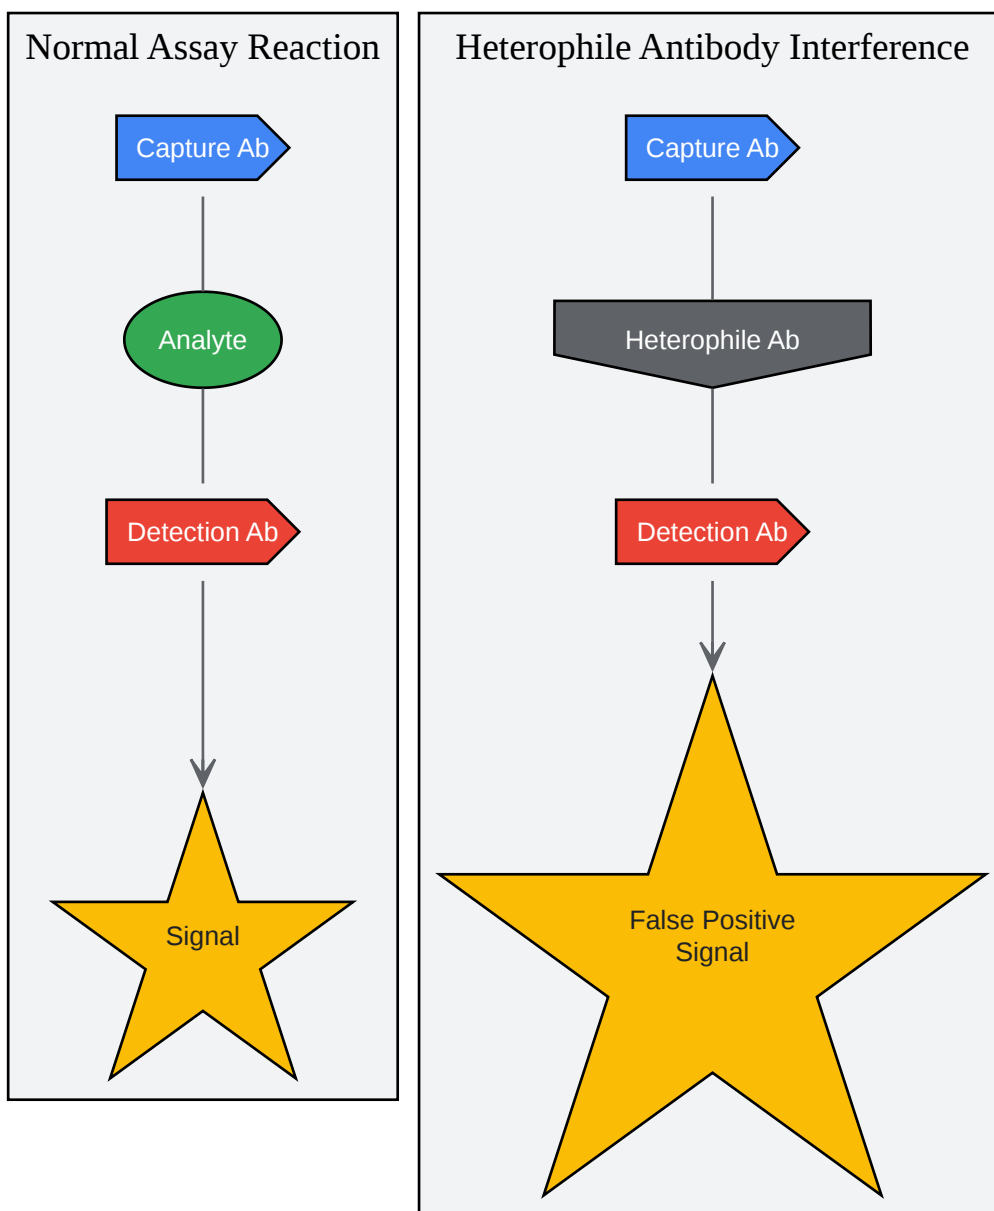 Normal Assay Reaction
Capture Ab
Analyte
Detection Ab
Signal
Heterophile Antibody Interference
Capture Ab
Heterophile Ab
Detection Ab
False Positive
Signal